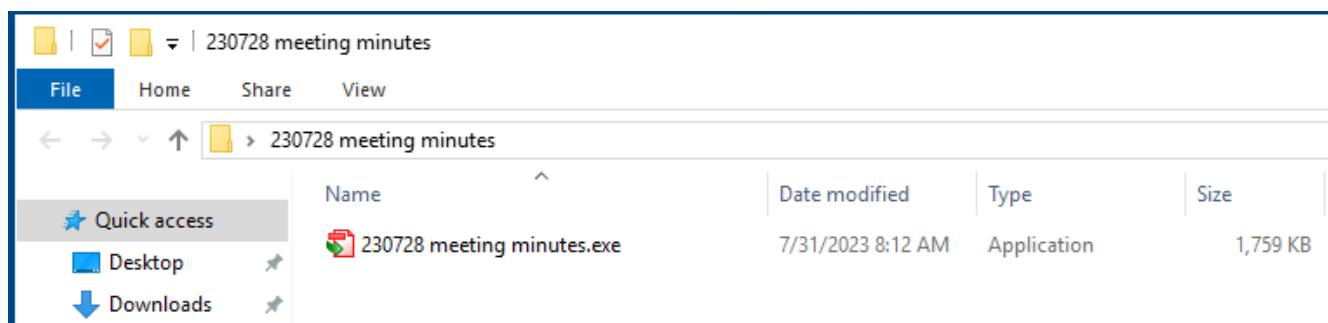 230728 meeting minutes
File Home Share View
230728 meeting minutes
Name Date modified Type Size
Quick access
230728 meeting minutes.exe 7/31/2023 8:12 AM Application 1,759 KB
Desktop
Downloads